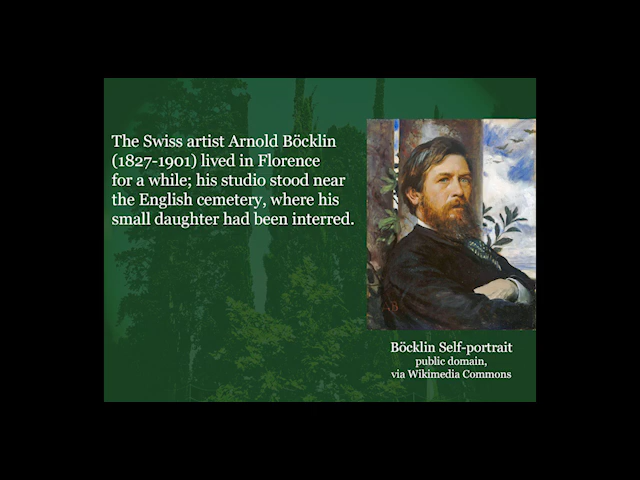 The Swiss artist Arnold Böcklin
(1827-1901) lived in Florence
for a while; his studio stood near
the English cemetery, where his
small daughter had been interred.
Böcklin Self-portrait
public domain,
via Wikimedia Commons